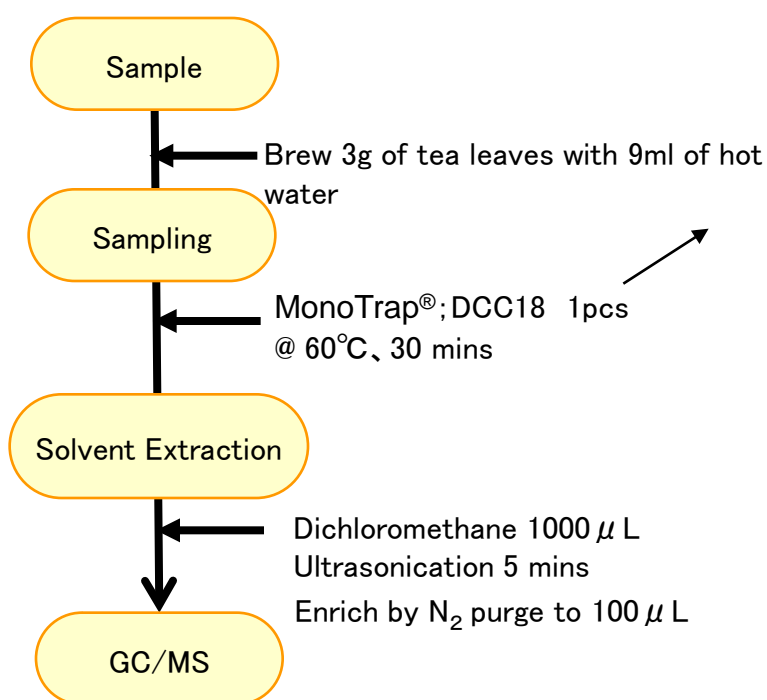 Sample
Brew 3g of tea leaves with 9ml of hot
water
Sampling
MonoTrap®;DCC18 1pcs
@ 60℃、30 mins
Solvent Extraction
Dichloromethane 1000μL
Ultrasonication 5 mins
Enrich by N₂ purge to 100μL
GC/MS